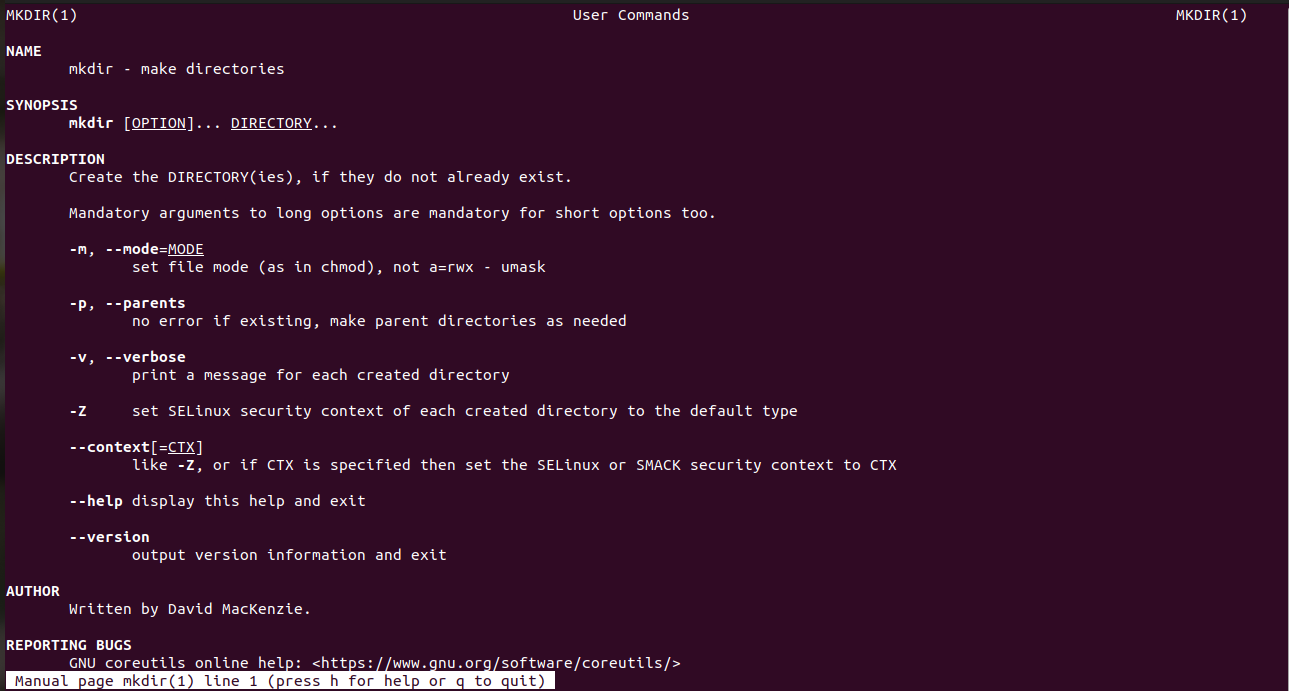 MKDIR(1) User Commands MKDIR(1)
NAME
mkdir - make directories
SYNOPSIS
mkdir [OPTION]... DIRECTORY...
DESCRIPTION
Create the DIRECTORY(ies), if they do not already exist.
Mandatory arguments to long options are mandatory for short options too.
-m, --mode=MODE
set file mode (as in chmod), not a=rwx - umask
-p, --parents
no error if existing, make parent directories as needed
-v, --verbose
print a message for each created directory
-Z set SELinux security context of each created directory to the default type
--context[=CTX]
like -Z, or if CTX is specified then set the SELinux or SMACK security context to CTX
--help display this help and exit
--version
output version information and exit
AUTHOR
Written by David MacKenzie.
REPORTING BUGS
GNU coreutils online help: <https://www.gnu.org/software/coreutils/>
Manual page mkdir(1) line 1 (press h for help or q to quit)